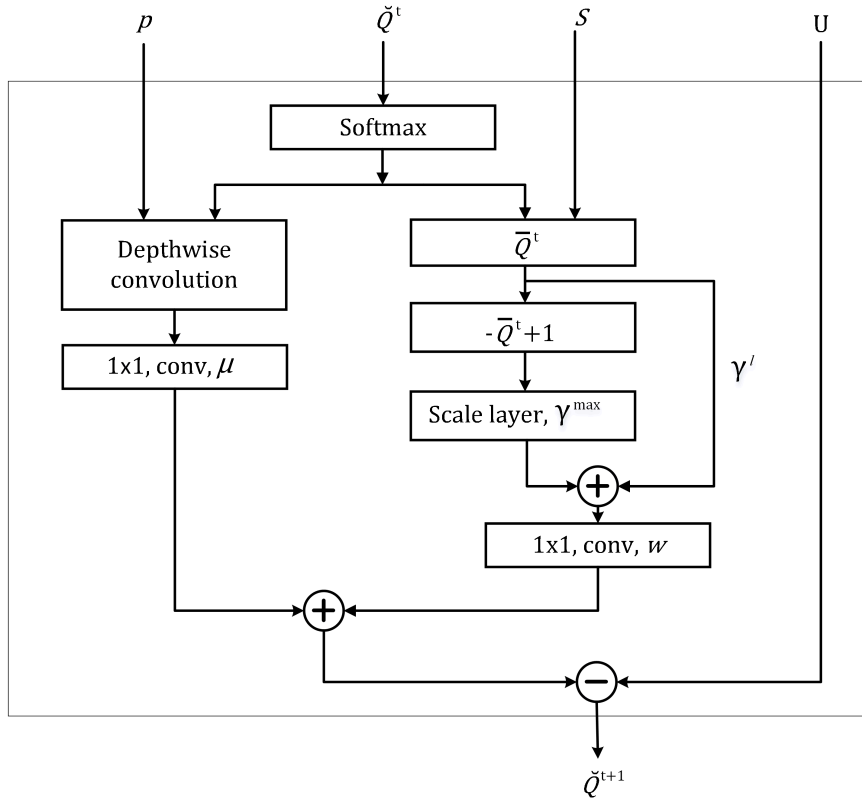 p Q̆ᵗ S U
Softmax
Depthwise
convolution
Q̄ᵗ
-Q̄ᵗ+1
1x1, conv, μ
γˡ
Scale layer, γᵐᵃˣ
+
1x1, conv, w
+
−
Q̆ᵗ⁺¹